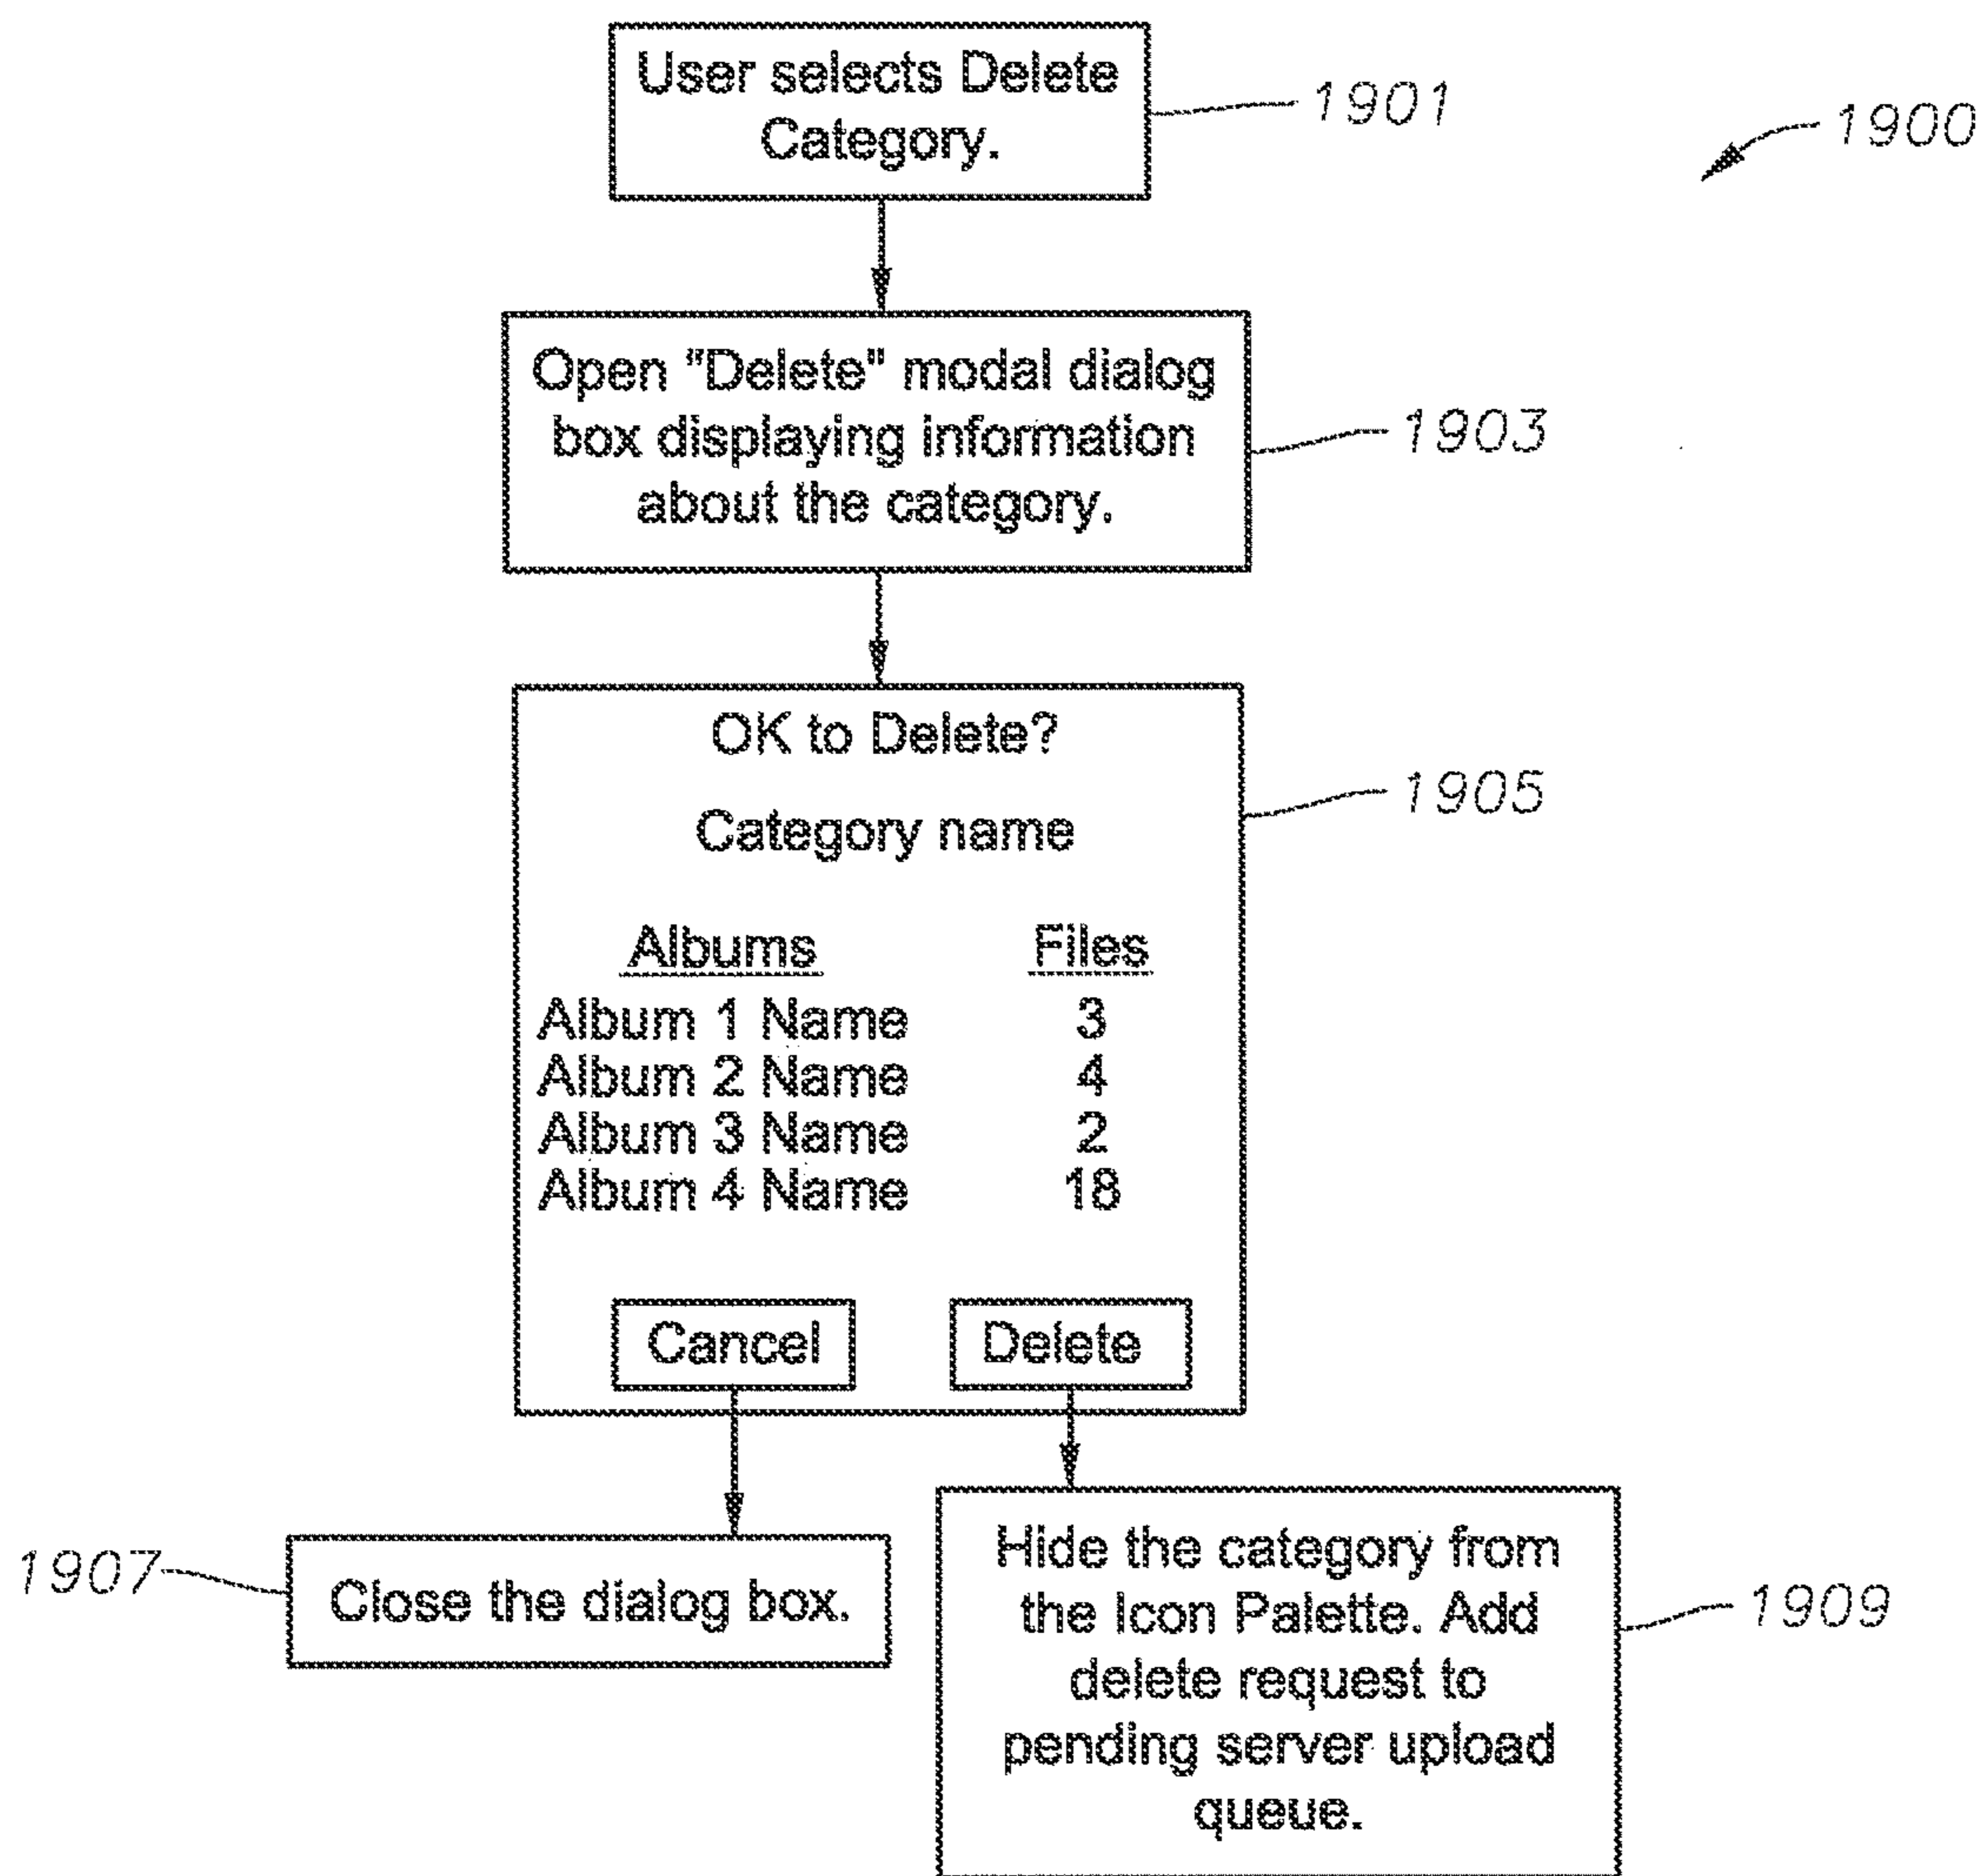 User selects Delete
Category.
1901
1900
Open "Delete" modal dialog
box displaying information
about the category.
1903
OK to Delete?
Category name
1905
Albums Files
Album 1 Name 3
Album 2 Name 4
Album 3 Name 2
Album 4 Name 18
Cancel Delete
1907
Close the dialog box.
Hide the category from
the Icon Palette. Add
delete request to
pending server upload
queue.
1909